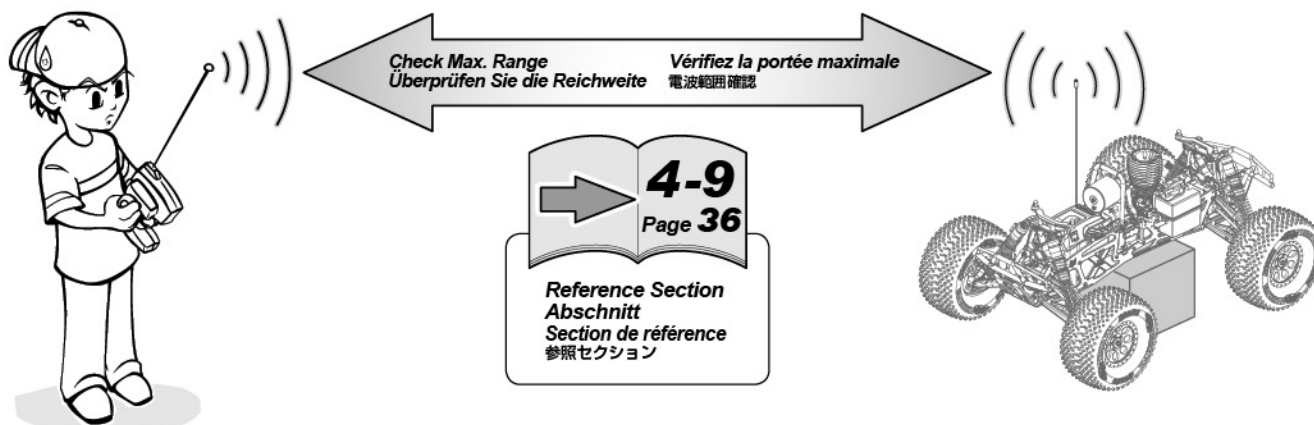 Check Max. Range
Überprüfen Sie die Reichweite
Vérifiez la portée maximale
電波範囲確認
4-9
Page 36
Reference Section
Abschnitt
Section de référence
参照セクション